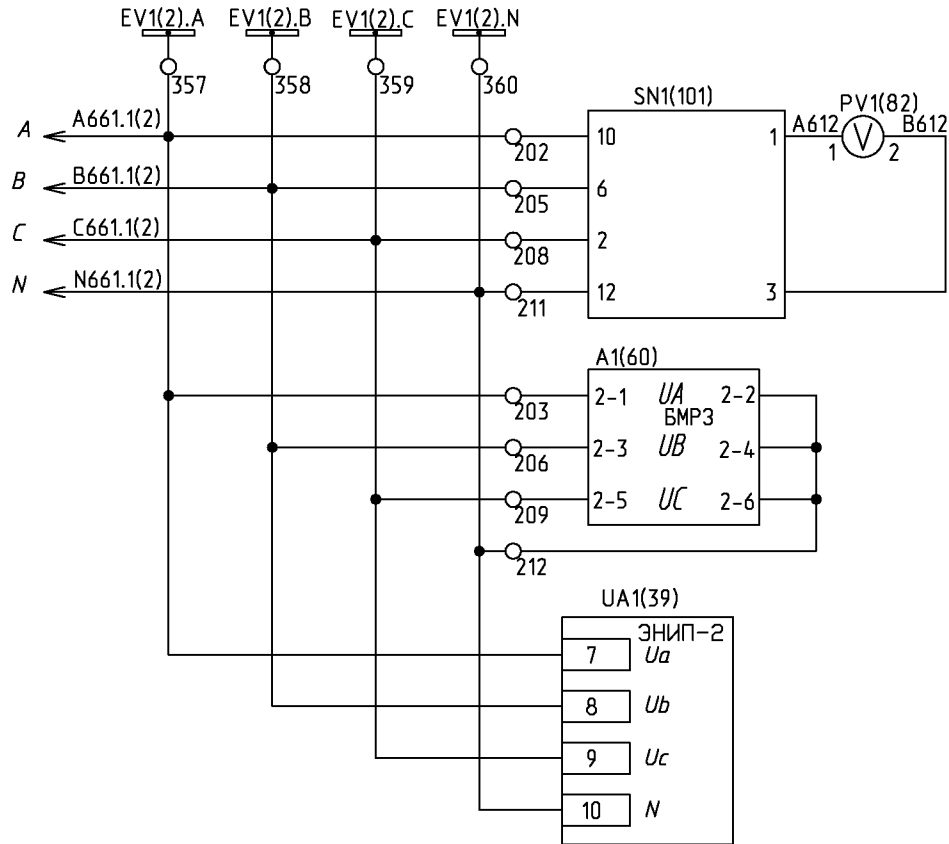 EV1(2).A EV1(2).B EV1(2).C EV1(2).N
357 358 359 360
SN1(101) PV1(82)
A A661.1(2) 202 10 1 A612 1 V 2 B612
B B661.1(2) 205 6
C C661.1(2) 208 2
N N661.1(2) 211 12 3
A1(60)
203 2-1 UA 2-2
БМРЗ
206 2-3 UB 2-4
209 2-5 UC 2-6
212
UA1(39)
ЭНИП-2
7 Ua
8 Ub
9 Uc
10 N